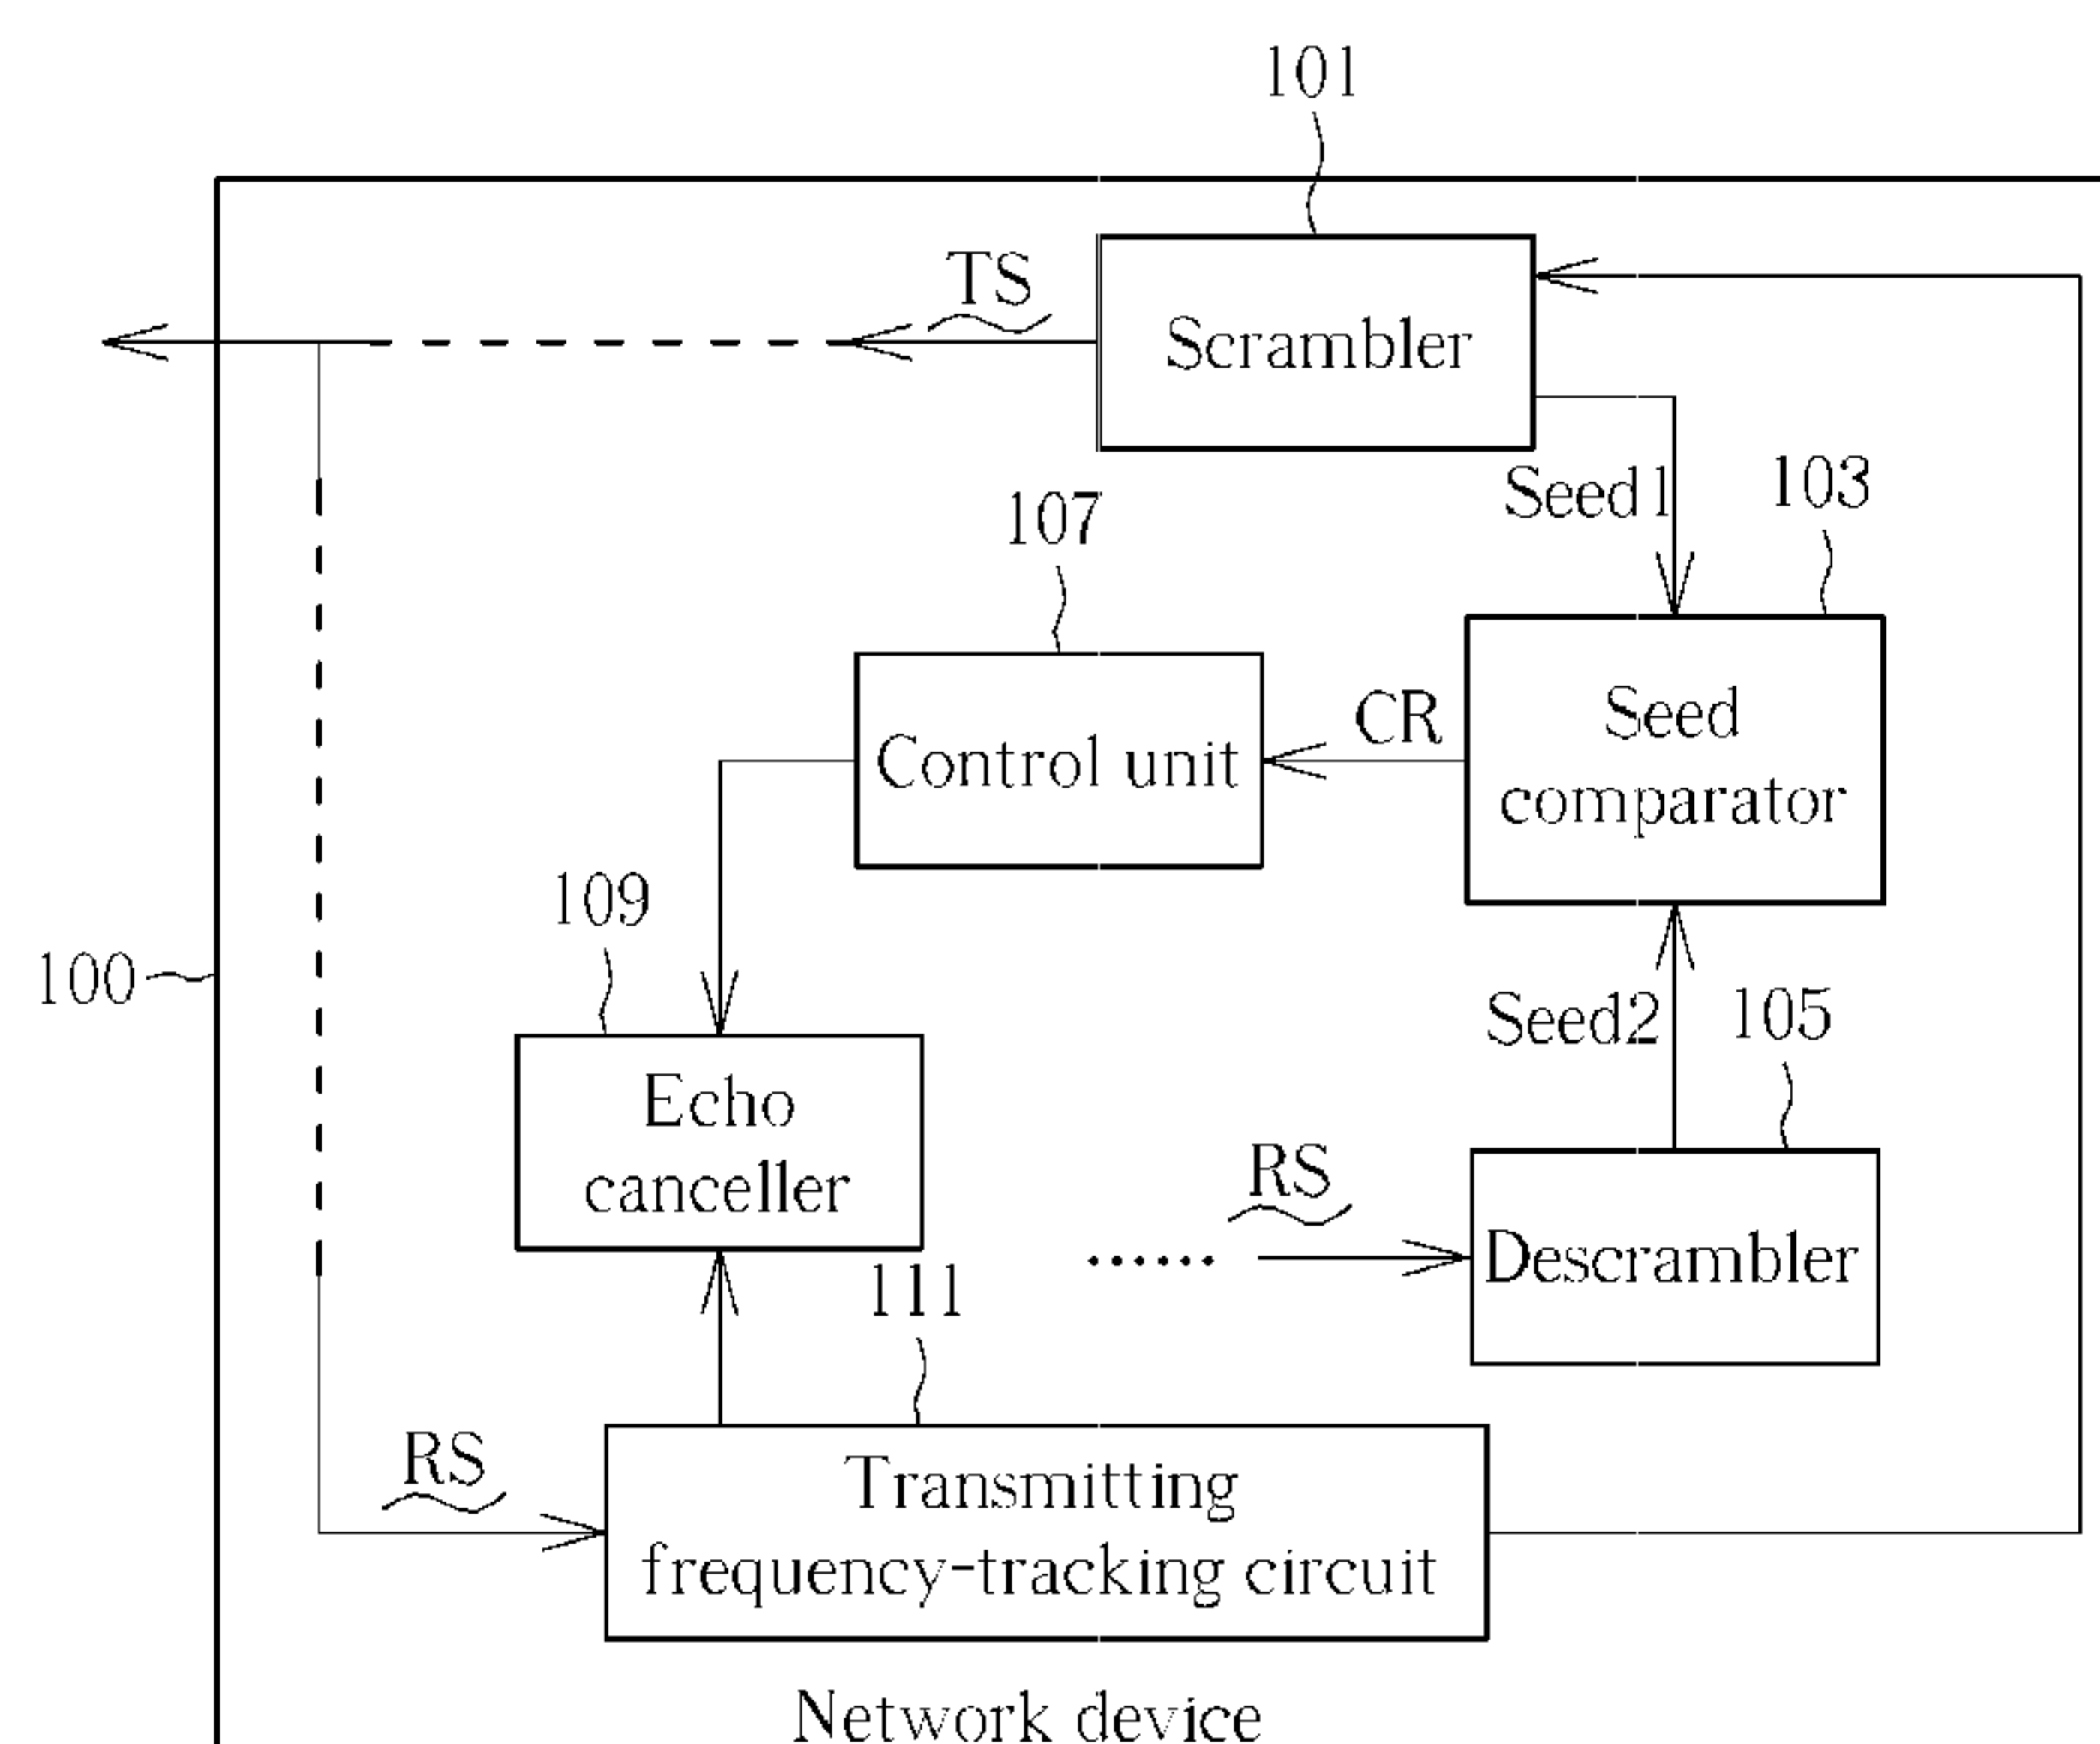 101
TS
Scrambler
Seed1
103
107
Control unit
CR
Seed
comparator
109
100
Echo
canceller
Seed2
105
RS
Descrambler
111
RS
Transmitting
frequency-tracking circuit
Network device